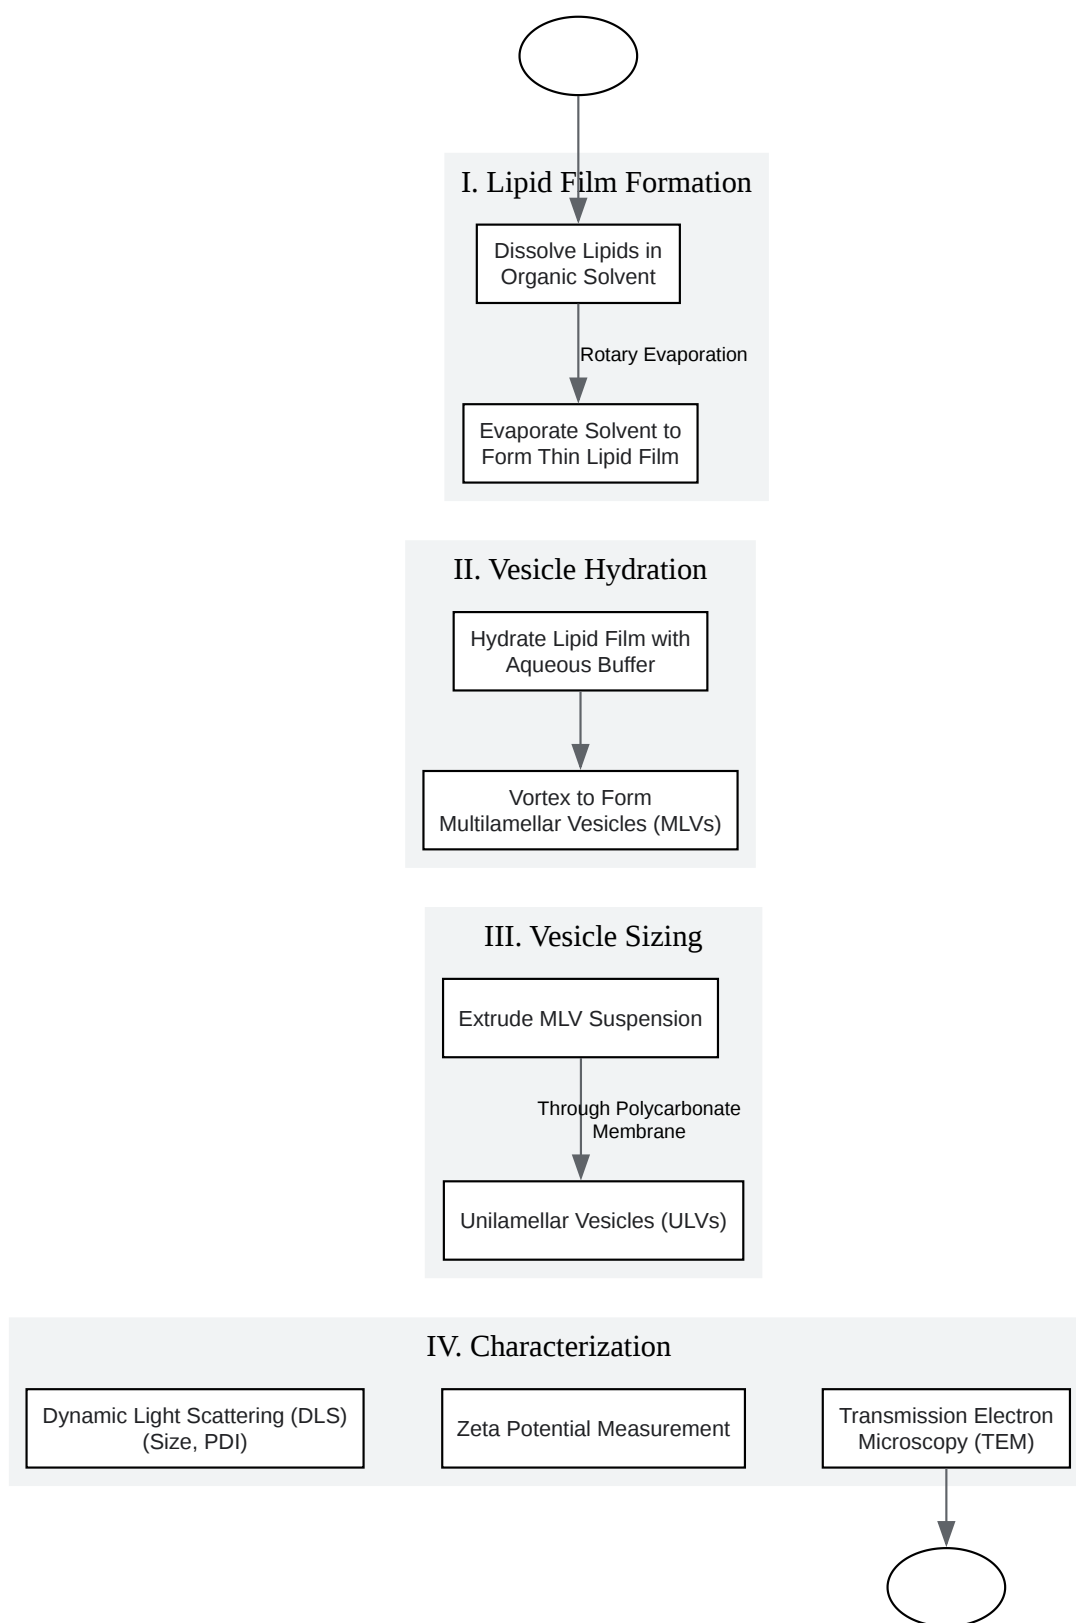 I. Lipid Film Formation
Dissolve Lipids in
Organic Solvent
Rotary Evaporation
Evaporate Solvent to
Form Thin Lipid Film
II. Vesicle Hydration
Hydrate Lipid Film with
Aqueous Buffer
Vortex to Form
Multilamellar Vesicles (MLVs)
III. Vesicle Sizing
Extrude MLV Suspension
Through Polycarbonate
Membrane
Unilamellar Vesicles (ULVs)
IV. Characterization
Dynamic Light Scattering (DLS)
(Size, PDI)
Zeta Potential Measurement
Transmission Electron
Microscopy (TEM)